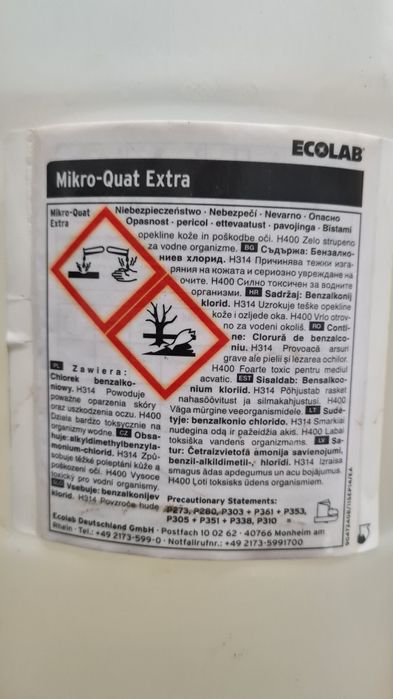 ECOLAB
Mikro-Quat Extra
Mikro-Quat
Extra
Niebezpieczeństwo · Nebezpečí · Nevarno · Опасно
Opasnost · pericol · ettevaatust · pavojinga · Bīstami
opekline kože in poškodbe oči. H400 Zelo strupeno
za vodne organizme. BG Съдържа: Бензалко-
ниев хлорид. H314 Причинява тежки изга-
ряния на кожата и сериозно увреждане на
очите. H400 Силно токсичен за водните
организми. HR Sadržaj: Benzalkonij
klorid. H314 Uzrokuje teške opekline
kože i ozljede oka. H400 Vrlo otrov-
no za vodeni okoliš. RO Conti-
ne: Clorură de benzalco-
niu. H314 Provoacă arsuri
grave ale pielii şi lezarea ochilor.
H400 Foarte toxic pentru mediul
acvatic. EST Sisaldab: Bensalkoo-
nium kloriid. H314 Põhjustab rasket
nahasöövitust ja silmakahjustusi. H400
Väga mürgine veeorganismidele. LT Sudė-
tyje: benzonio chlorido. H314 Smarkiai
nudegina odą ir pažeidžia akis. H400 Labai
toksiška vandens organizmams. LV Sa-
tur: Četraizvietotā amonija savienojumi,
benzil-alkildimetil-, hloridi. H314 Izraisa
smagus ādas apdegumus un acu bojājumus.
H400 Ļoti toksisks ūdens organismiem.
PL Zawiera:
Chlorek benzalko-
niowy. H314 Powoduje
poważne oparzenia skóry
oraz uszkodzenia oczu. H400
Działa bardzo toksycznie na
organizmy wodne. CZ Obsa-
huje: alkyldimethylbenzyla-
monium-chlorid. H314 Způ-
sobuje těžké poleptání kůže a
poškození očí. H400 Vysoce
toxický pro vodní organismy.
SLO Vsebuje: benzalkonijev
klorid. H314 Povzroča hude
Precautionary Statements:
P273, P280, P303 + P361 + P353,
P305 + P351 + P338, P310
Ecolab Deutschland GmbH · Postfach 10 02 62 · 40766 Monheim am
Rhein · Tel.: +49 2173-599-0 · Notfallrufnr.: +49 2173-5991700